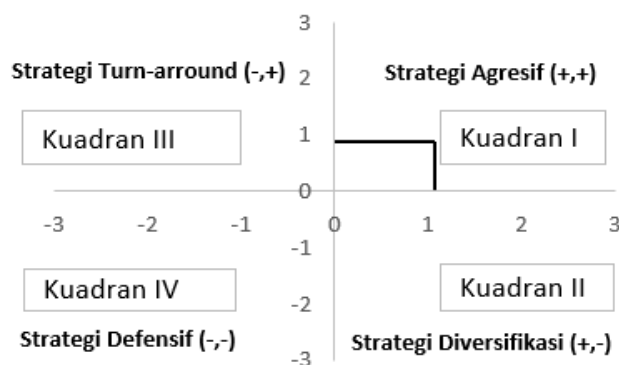 3
Strategi Turn-arround (-,+)
Strategi Agresif (+,+)
2
Kuadran III
1
Kuadran I
0
-3
-2
-1
0
1
2
3
-1
Kuadran IV
Kuadran II
-2
Strategi Defensif (-,-)
Strategi Diversifikasi (+,-)
-3